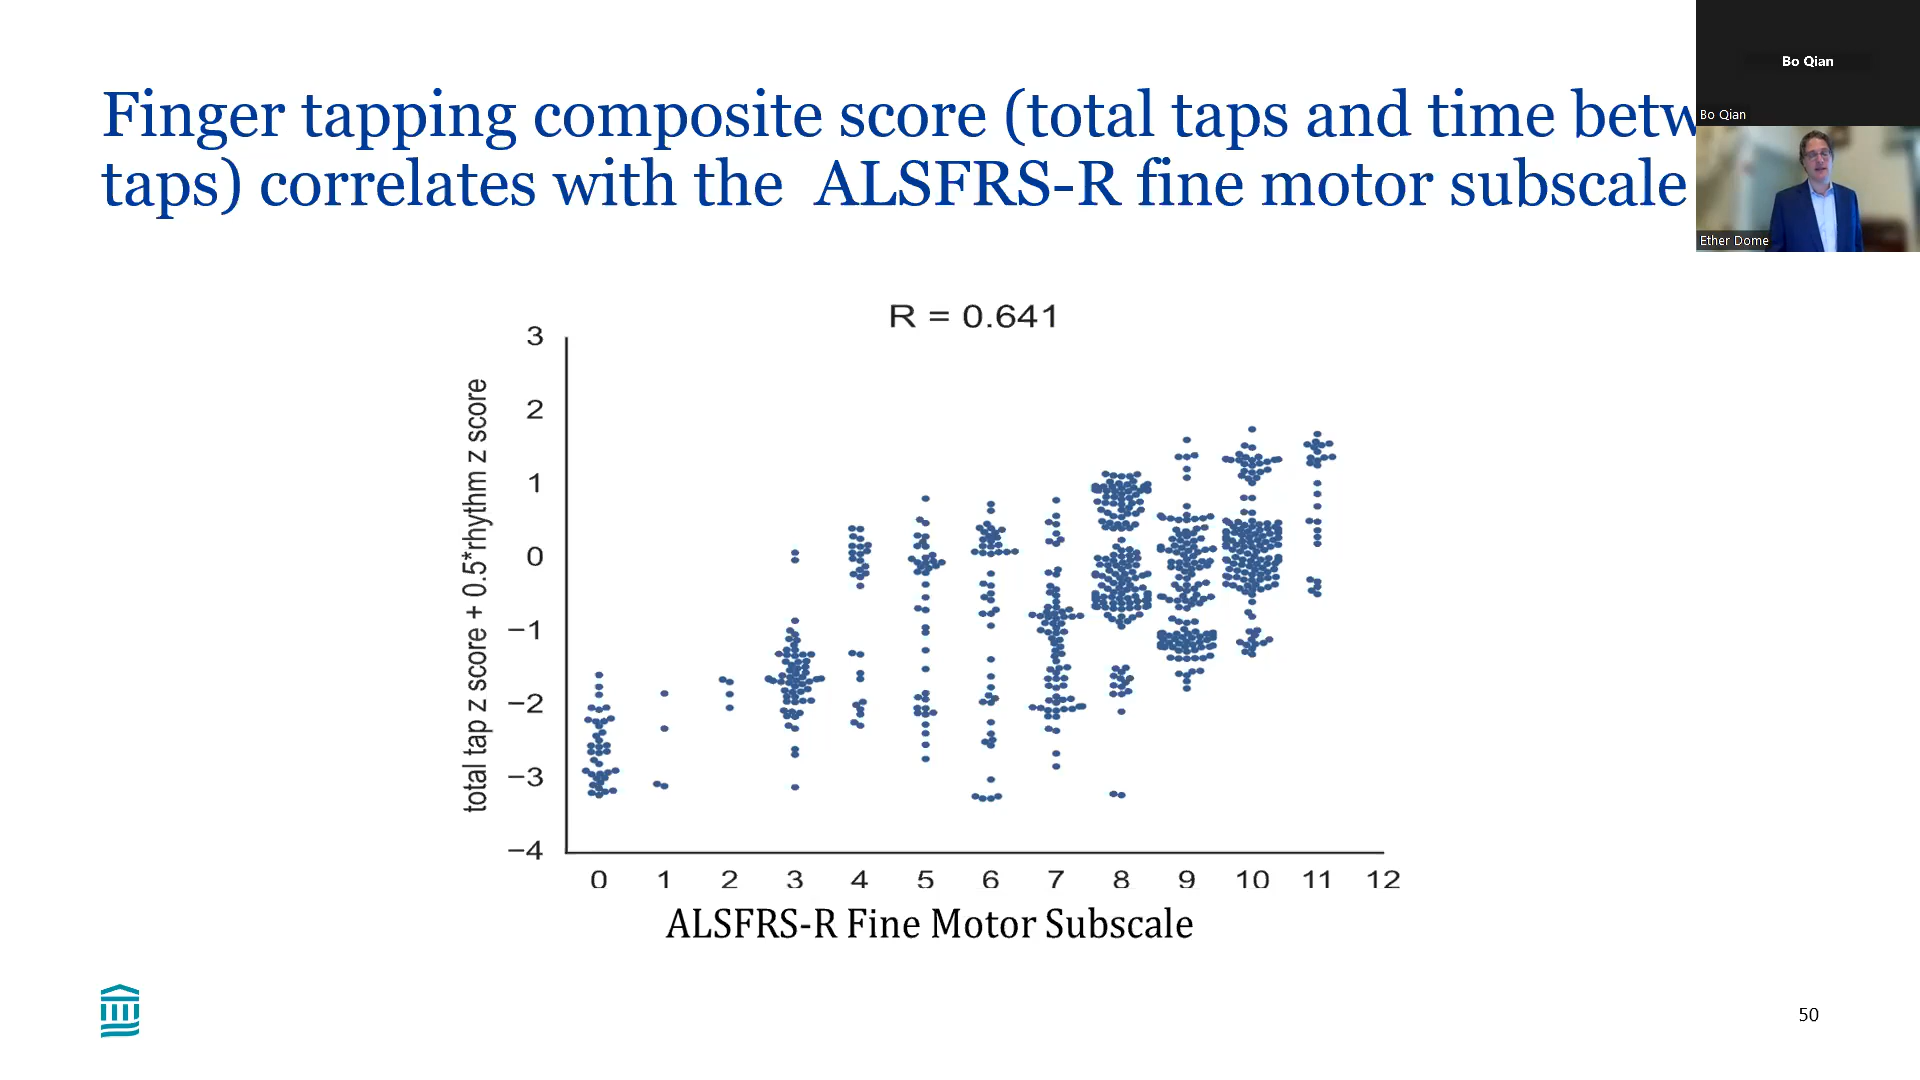 Bo Qian
Bo Qian
Ether Dome
Finger tapping composite score (total taps and time betw
taps) correlates with the ALSFRS-R fine motor subscale
R = 0.641
3
2
1
0
−1
−2
−3
−4
total tap z score + 0.5*rhythm z score
0 1 2 3 4 5 6 7 8 9 10 11 12
ALSFRS-R Fine Motor Subscale
50